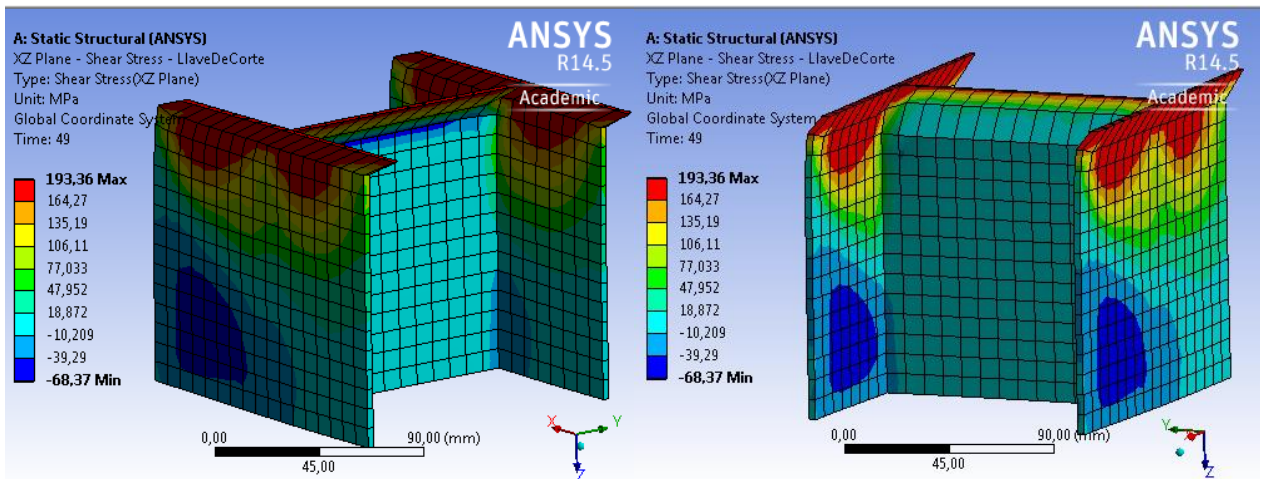 A: Static Structural (ANSYS)
XZ Plane - Shear Stress - LlaveDeCorte
Type: Shear Stress(XZ Plane)
Unit: MPa
Global Coordinate System
Time: 49
193,36 Max
164,27
135,19
106,11
77,033
47,952
18,872
-10,209
-39,29
-68,37 Min
ANSYS
R14.5
Academic
0,00
90,00 (mm)
45,00
X
Y
Z
A: Static Structural (ANSYS)
XZ Plane - Shear Stress - LlaveDeCorte
Type: Shear Stress(XZ Plane)
Unit: MPa
Global Coordinate System
Time: 49
193,36 Max
164,27
135,19
106,11
77,033
47,952
18,872
-10,209
-39,29
-68,37 Min
ANSYS
R14.5
Academic
0,00
90,00 (mm)
45,00
Y
X
Z